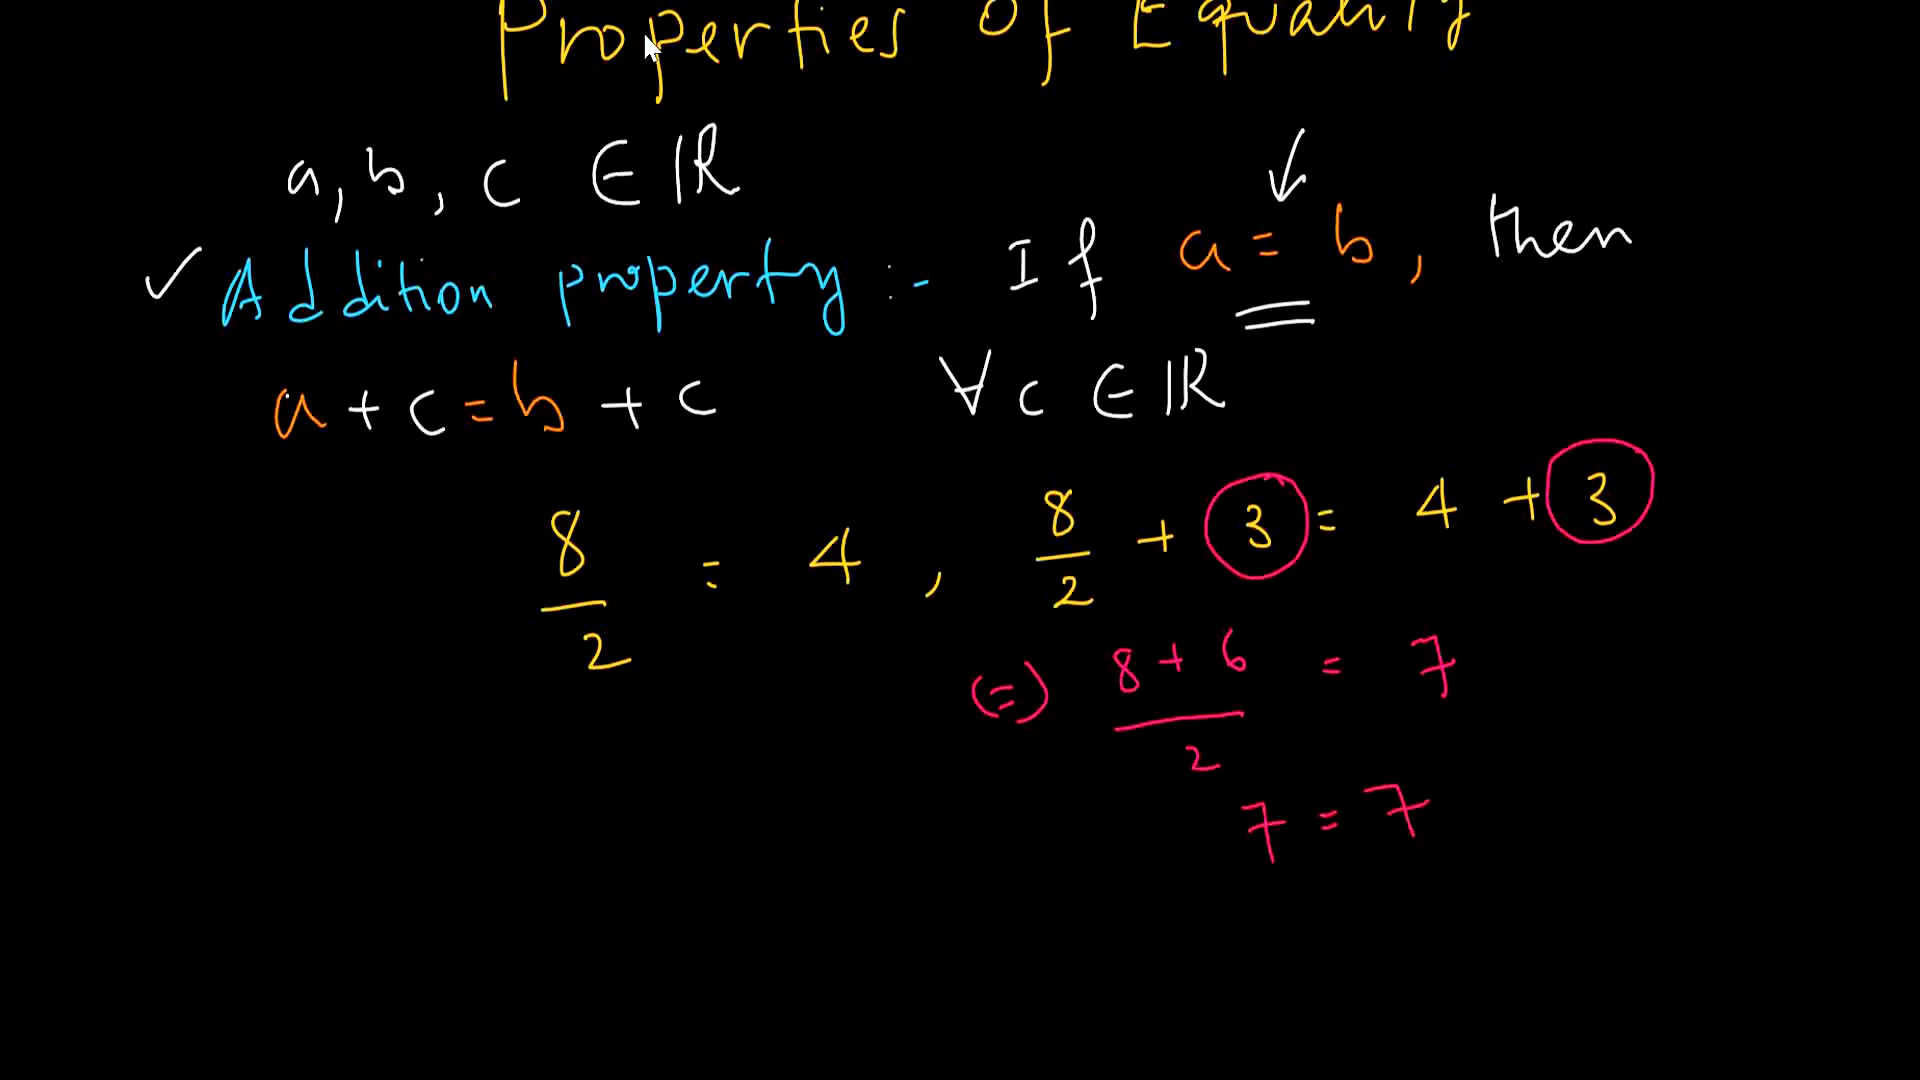 Properties of Equality
a, b, c ∈ ℝ
✓ Addition property :- If a = b, then
a + c = b + c ∀ c ∈ ℝ
8/2 = 4, 8/2 + 3 = 4 + 3
(=) (8 + 6)/2 = 7
7 = 7